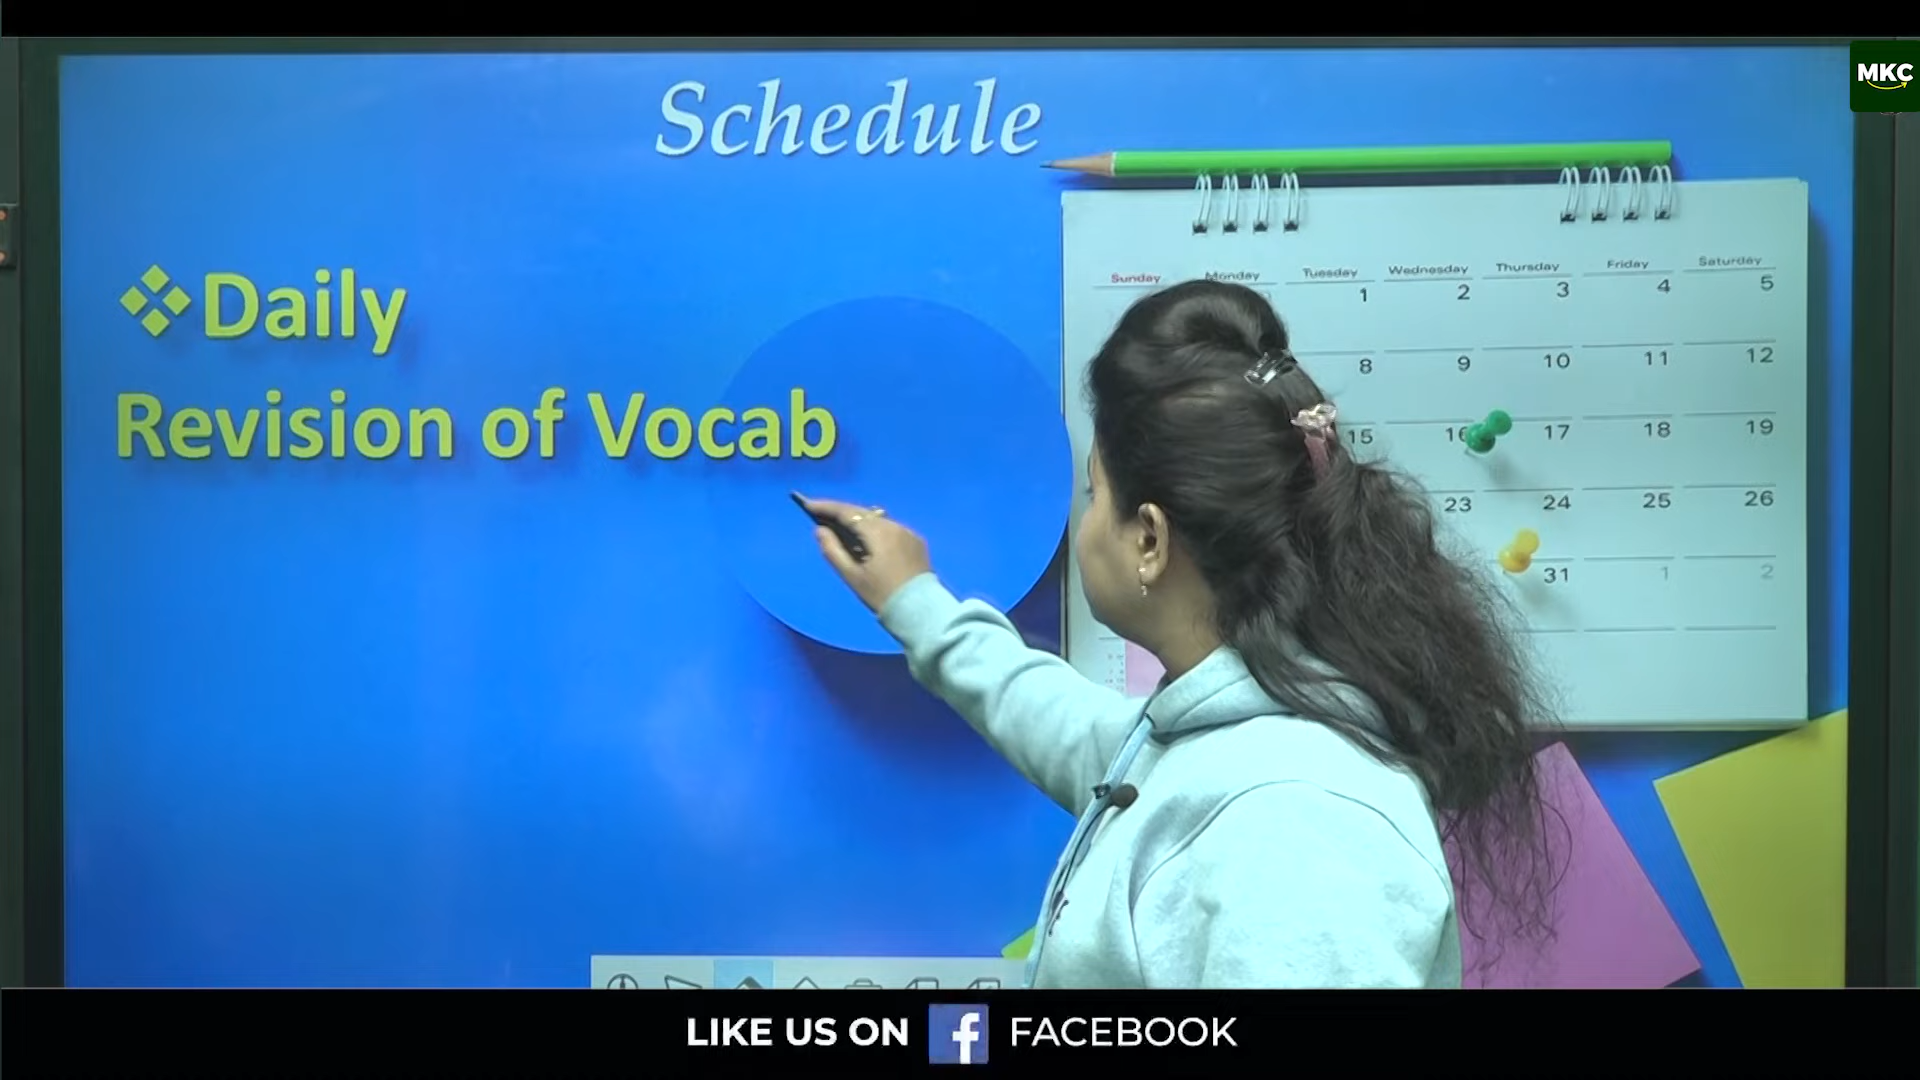 MKC
Schedule
Daily
Revision of Vocab
Sunday Monday Tuesday Wednesday Thursday Friday Saturday
1 2 3 4 5
8 9 10 11 12
15 16 17 18 19
23 24 25 26
31 1 2
LIKE US ON f FACEBOOK